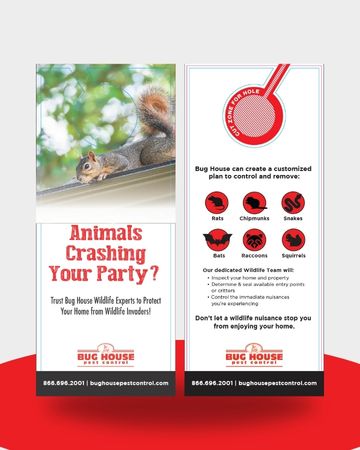 Animals
Crashing
Your Party?
Trust Bug House Wildlife Experts to Protect
Your Home from Wildlife Invaders!
BUG HOUSE
pest control
866.696.2001 | bughousepestcontrol.com
CUT ZONE FOR HOLE
Bug House can create a customized
plan to control and remove:
Rats Chipmunks Snakes
Bats Raccoons Squirrels
Our dedicated Wildlife Team will:
• Inspect your home and property
• Determine & seal available entry points
or critters
• Control the immediate nuisances
you're experiencing
Don't let a wildlife nuisance stop you
from enjoying your home.
BUG HOUSE
pest control
866.696.2001 | bughousepestcontrol.com